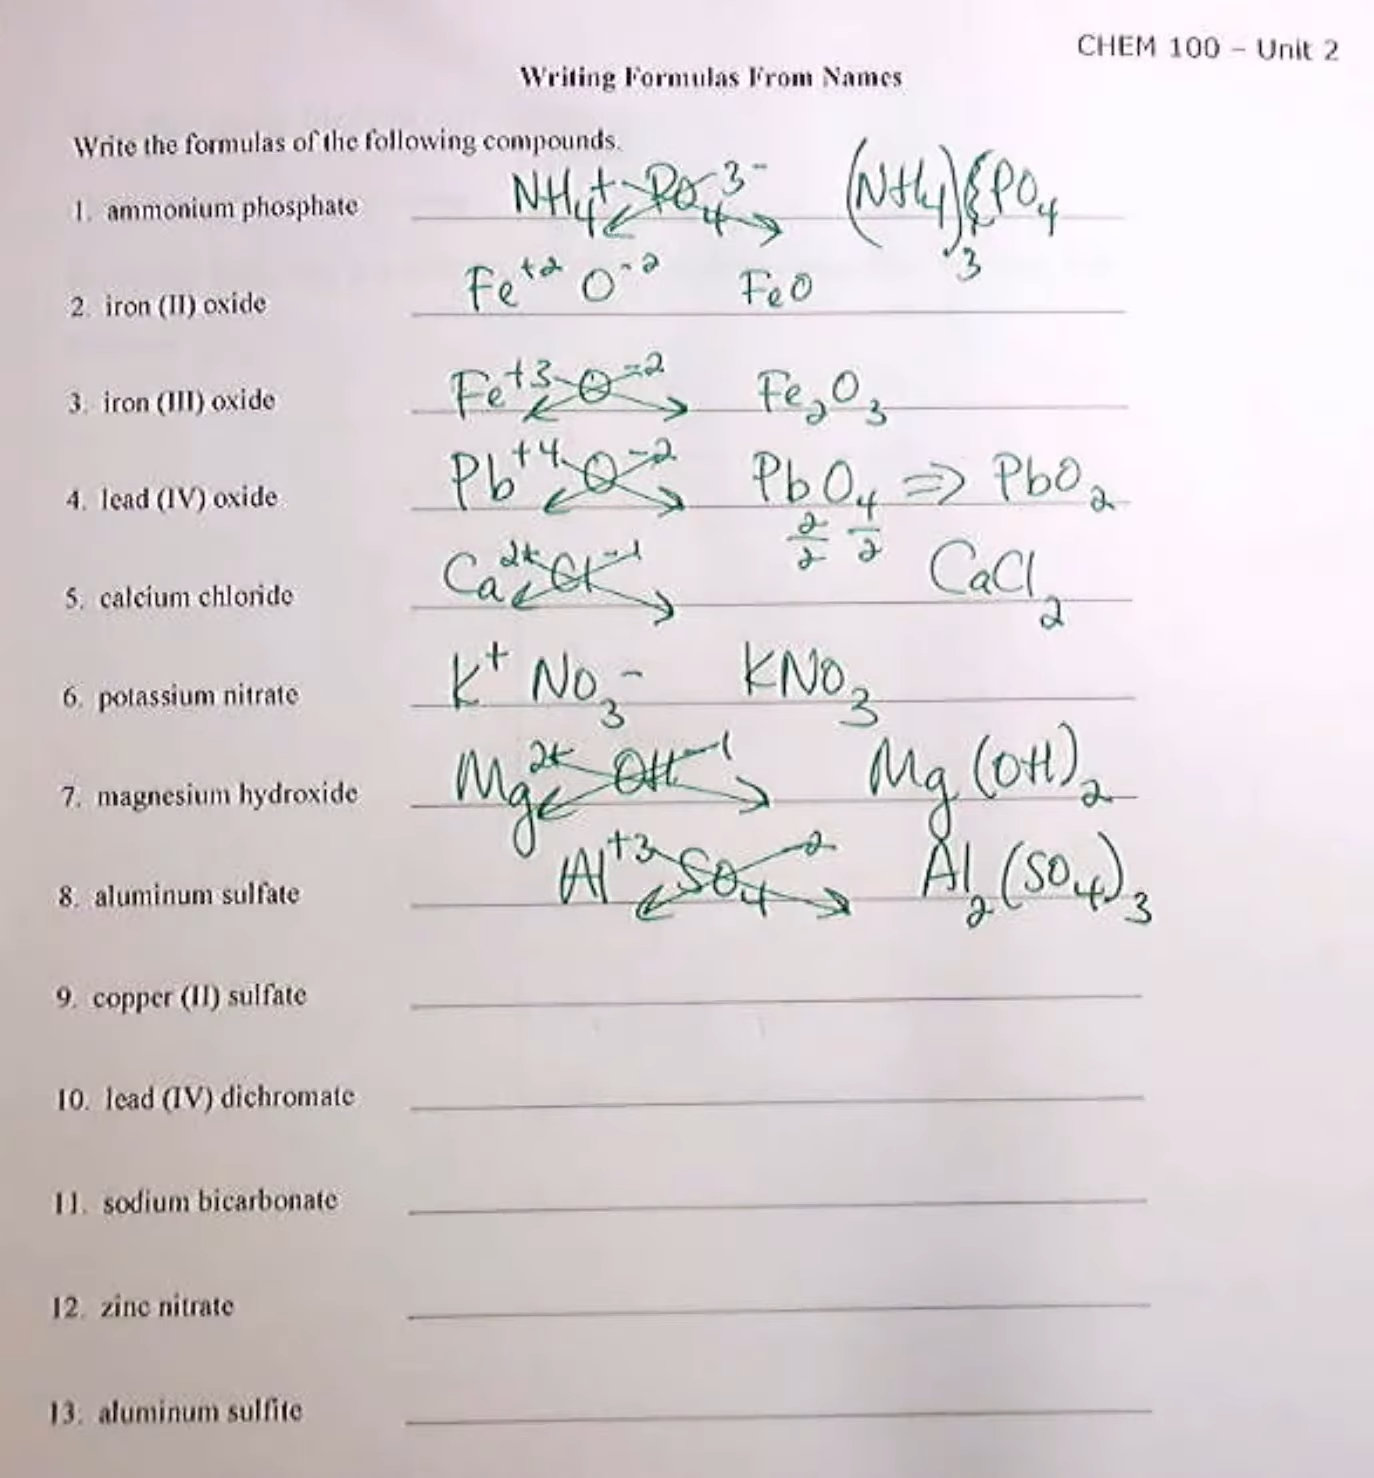 CHEM 100 – Unit 2
Writing Formulas From Names
Write the formulas of the following compounds.
1. ammonium phosphate NH₄⁺ PO₄³⁻ (NH₄)₃PO₄
2. iron (II) oxide Fe⁺² O⁻² FeO
3. iron (III) oxide Fe⁺³ O⁻² Fe₂O₃
4. lead (IV) oxide Pb⁺⁴ O⁻² Pb₂O₄ ⇒ PbO₂
2 2
5. calcium chloride Ca²⁺ Cl⁻¹ CaCl₂
6. potassium nitrate K⁺ NO₃⁻ KNO₃
7. magnesium hydroxide Mg²⁺ OH⁻¹ Mg(OH)₂
8. aluminum sulfate Al⁺³ SO₄⁻² Al₂(SO₄)₃
9. copper (II) sulfate
10. lead (IV) dichromate
11. sodium bicarbonate
12. zinc nitrate
13. aluminum sulfite